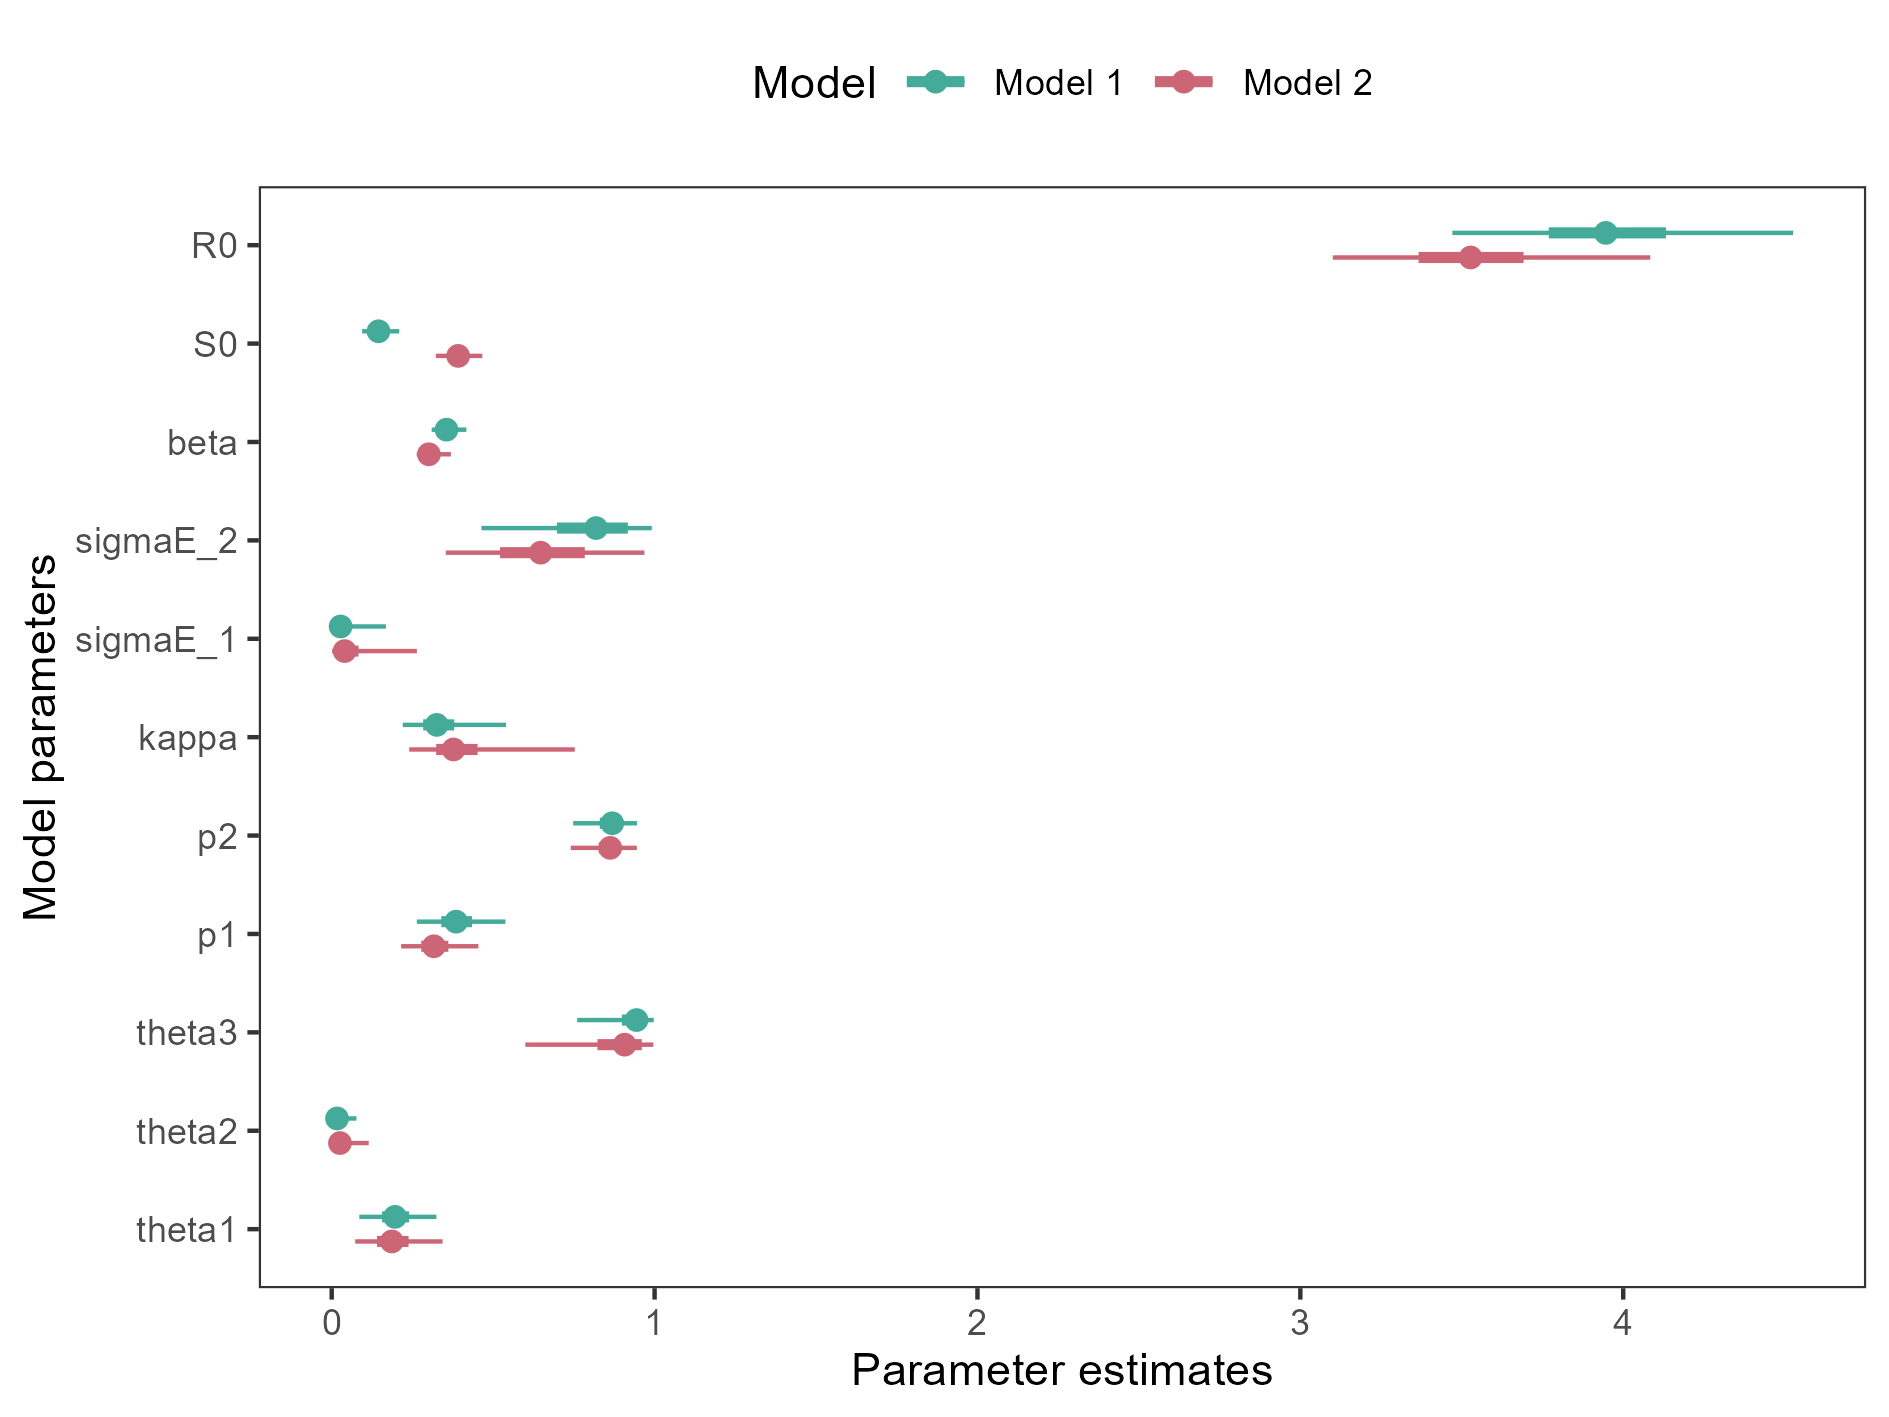 Model Model 1 Model 2
R0
S0
beta
sigmaE_2
sigmaE_1
kappa
p2
p1
theta3
theta2
theta1
Model parameters
0 1 2 3 4
Parameter estimates